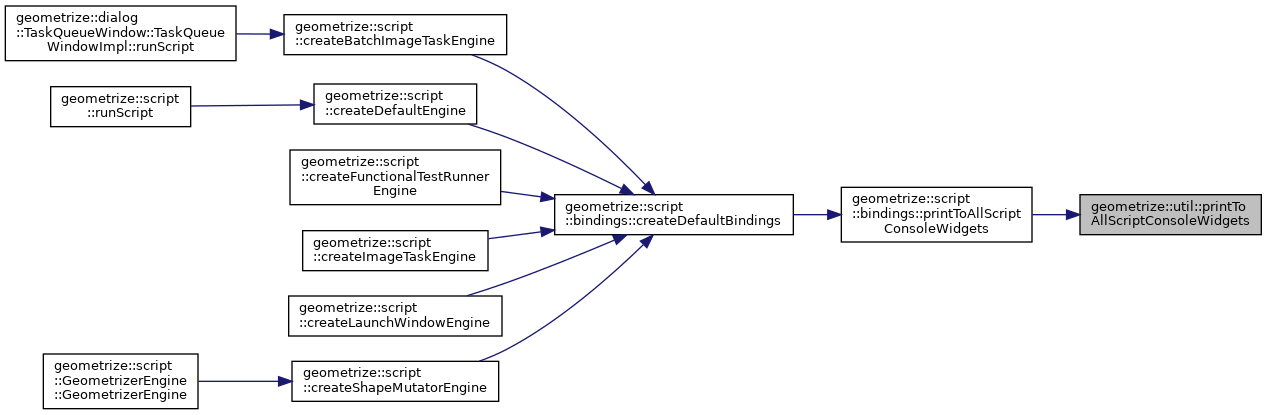 geometrize::dialog
::TaskQueueWindow::TaskQueue
WindowImpl::runScript
geometrize::script
::createBatchImageTaskEngine
geometrize::script
::runScript
geometrize::script
::createDefaultEngine
geometrize::script
::createFunctionalTestRunner
Engine
geometrize::script
::createImageTaskEngine
geometrize::script
::createLaunchWindowEngine
geometrize::script
::GeometrizerEngine
::GeometrizerEngine
geometrize::script
::createShapeMutatorEngine
geometrize::script
::bindings::createDefaultBindings
geometrize::script
::bindings::printToAllScript
ConsoleWidgets
geometrize::util::printTo
AllScriptConsoleWidgets